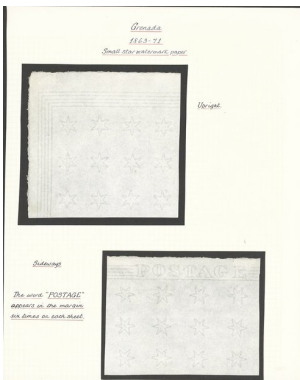 Grenada
1863-71
Small star watermark paper
Upright
Sideways
POSTAGE
The word "POSTAGE"
appears in the margin
six times on each sheet.